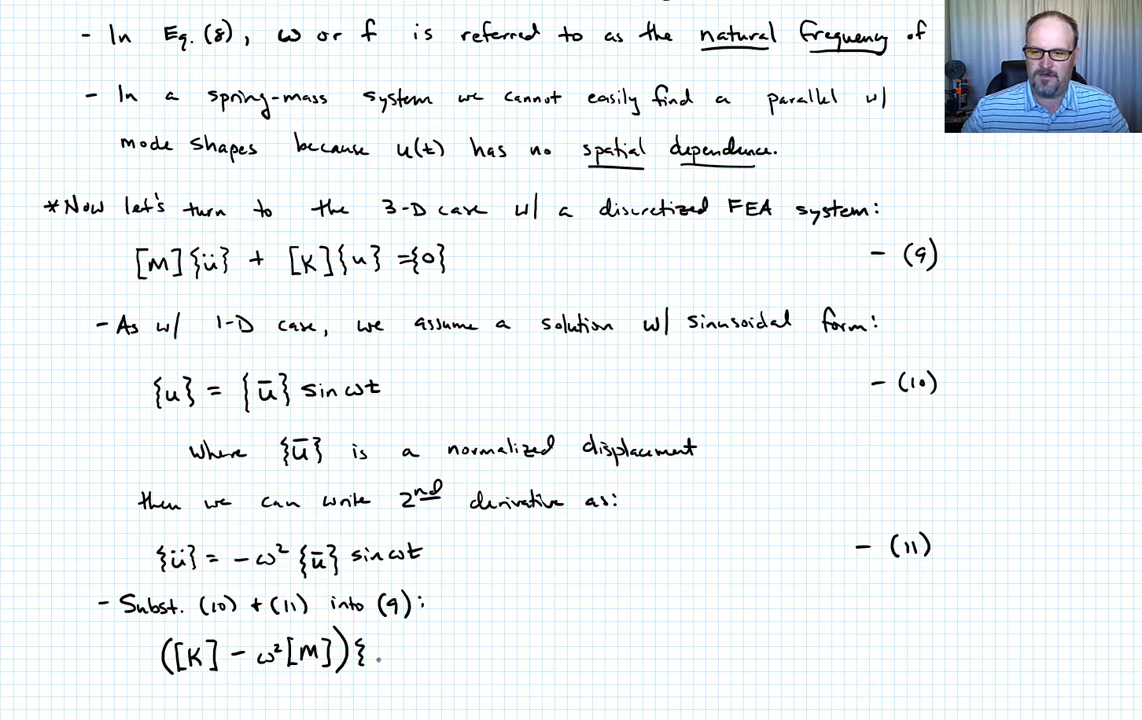 - In Eq. (8), ω or f is referred to as the natural frequency of
- In a spring-mass system we cannot easily find a parallel w/
mode shapes because u(t) has no spatial dependence.
*Now let's turn to the 3-D case w/ a discretized FEA system:
[M]{ü} + [K]{u} = {0} - (9)
- As w/ 1-D case, we assume a solution w/ sinusoidal form:
{u} = {ū} sin ωt - (10)
where {ū} is a normalized displacement
then we can write 2nd derivative as:
{ü} = -ω² {ū} sin ωt - (11)
- Subst. (10) + (11) into (9):
([K] - ω²[M]){